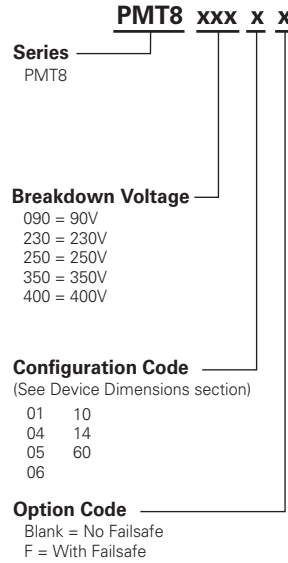 PMT8 xxx x x
Series
PMT8
Breakdown Voltage
090 = 90V
230 = 230V
250 = 250V
350 = 350V
400 = 400V
Configuration Code
(See Device Dimensions section)
01 10
04 14
05 60
06
Option Code
Blank = No Failsafe
F = With Failsafe